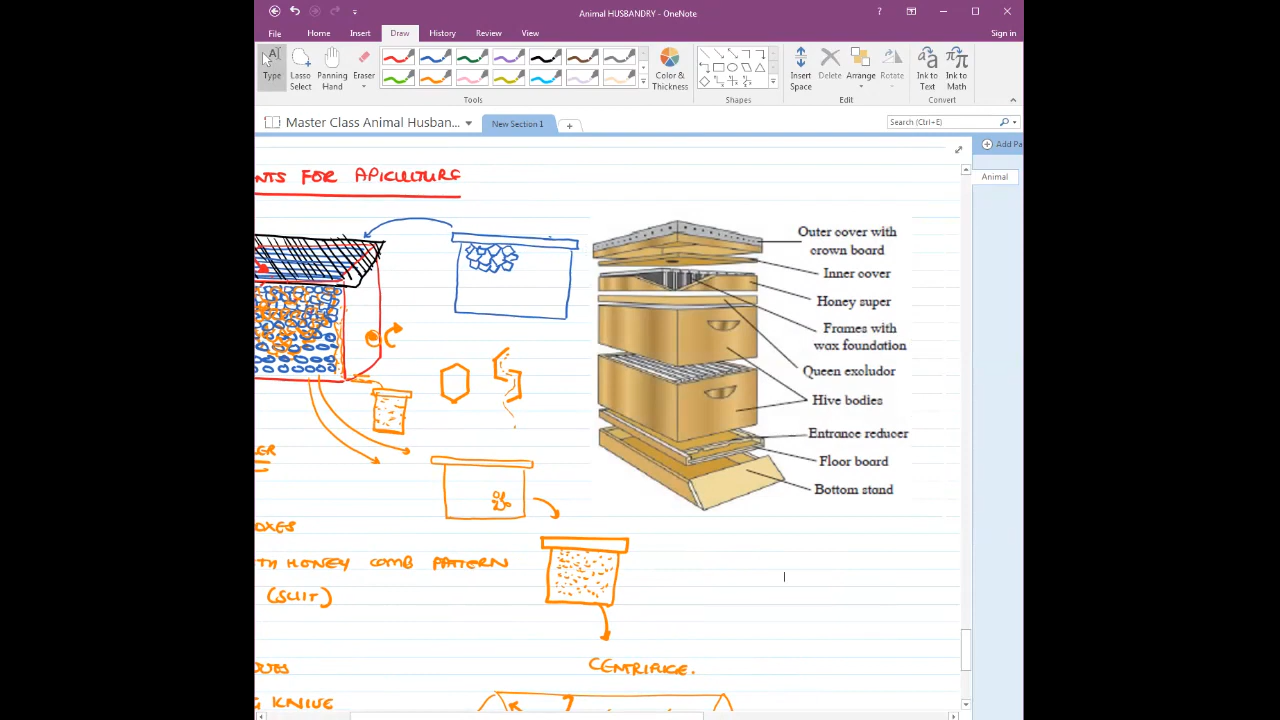 Animal HUSBANDRY - OneNote
?
Sign in
File
Home
Insert
Draw
History
Review
View
Type
Lasso
Select
Panning
Hand
Eraser
Color &
Thickness
Insert
Space
Delete
Arrange
Rotate
Ink to
Text
Ink to
Math
Tools
Shapes
Edit
Convert
Master Class Animal Husban...
New Section 1
Search (Ctrl+E)
Add Pa
Animal
NTS FOR APICULTURE
Outer cover with
crown board
Inner cover
Honey super
Frames with
wax foundation
Queen exoludor
Hive bodies
Entrance reducer
Floor board
Bottom stand
ER
OXES
TH HONEY COMB PATTERN
(SUIT)
CENTRIFICE.
G KNIVE